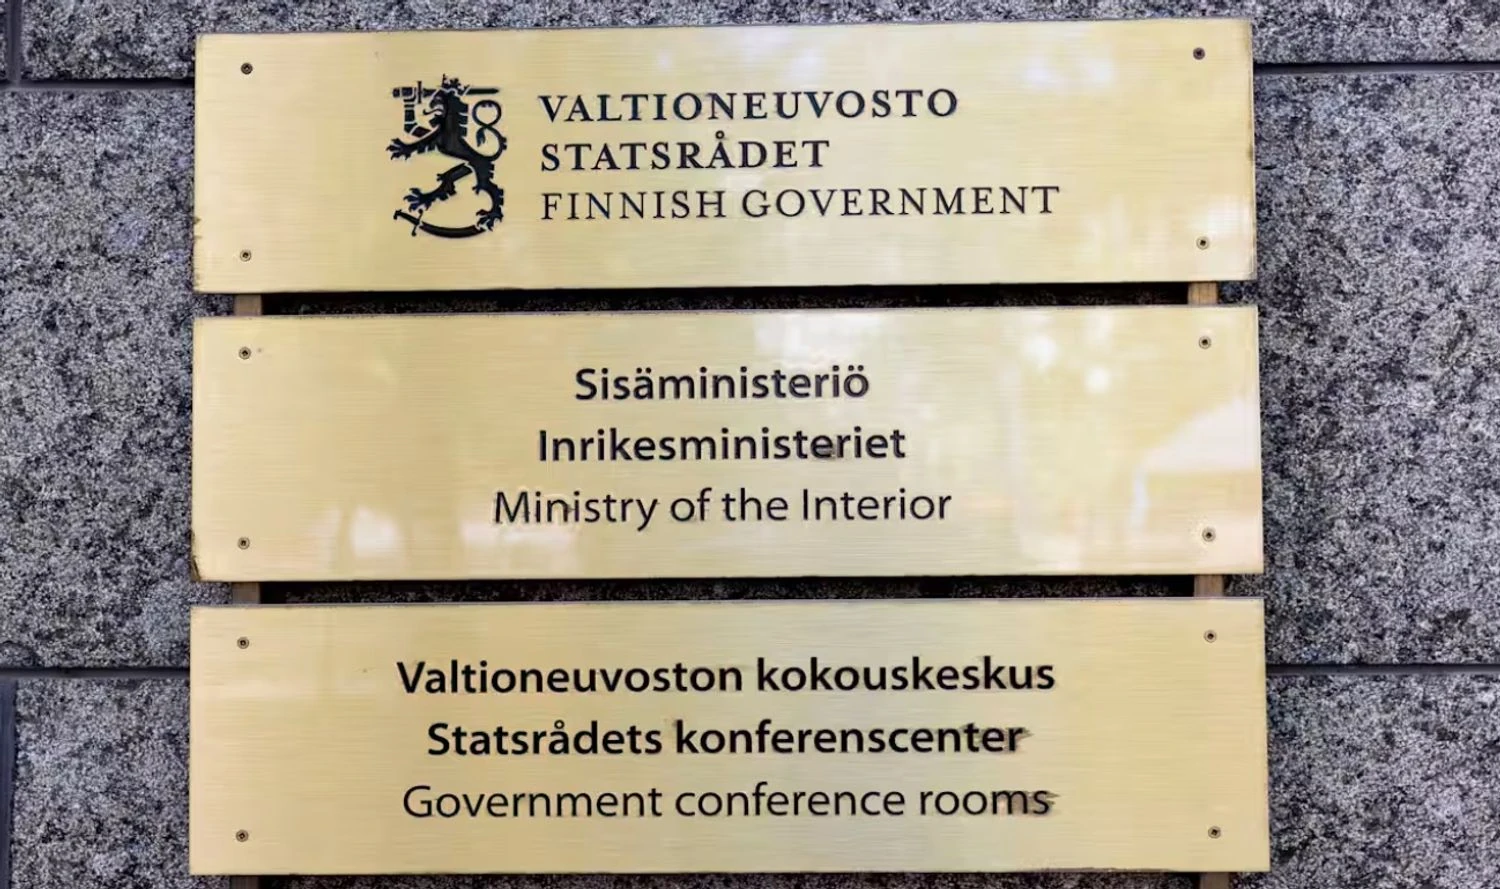 VALTIONEUVOSTO
STATSRÅDET
FINNISH GOVERNMENT
Sisäministeriö
Inrikesministeriet
Ministry of the Interior
Valtioneuvoston kokouskeskus
Statsrådets konferenscenter
Government conference rooms